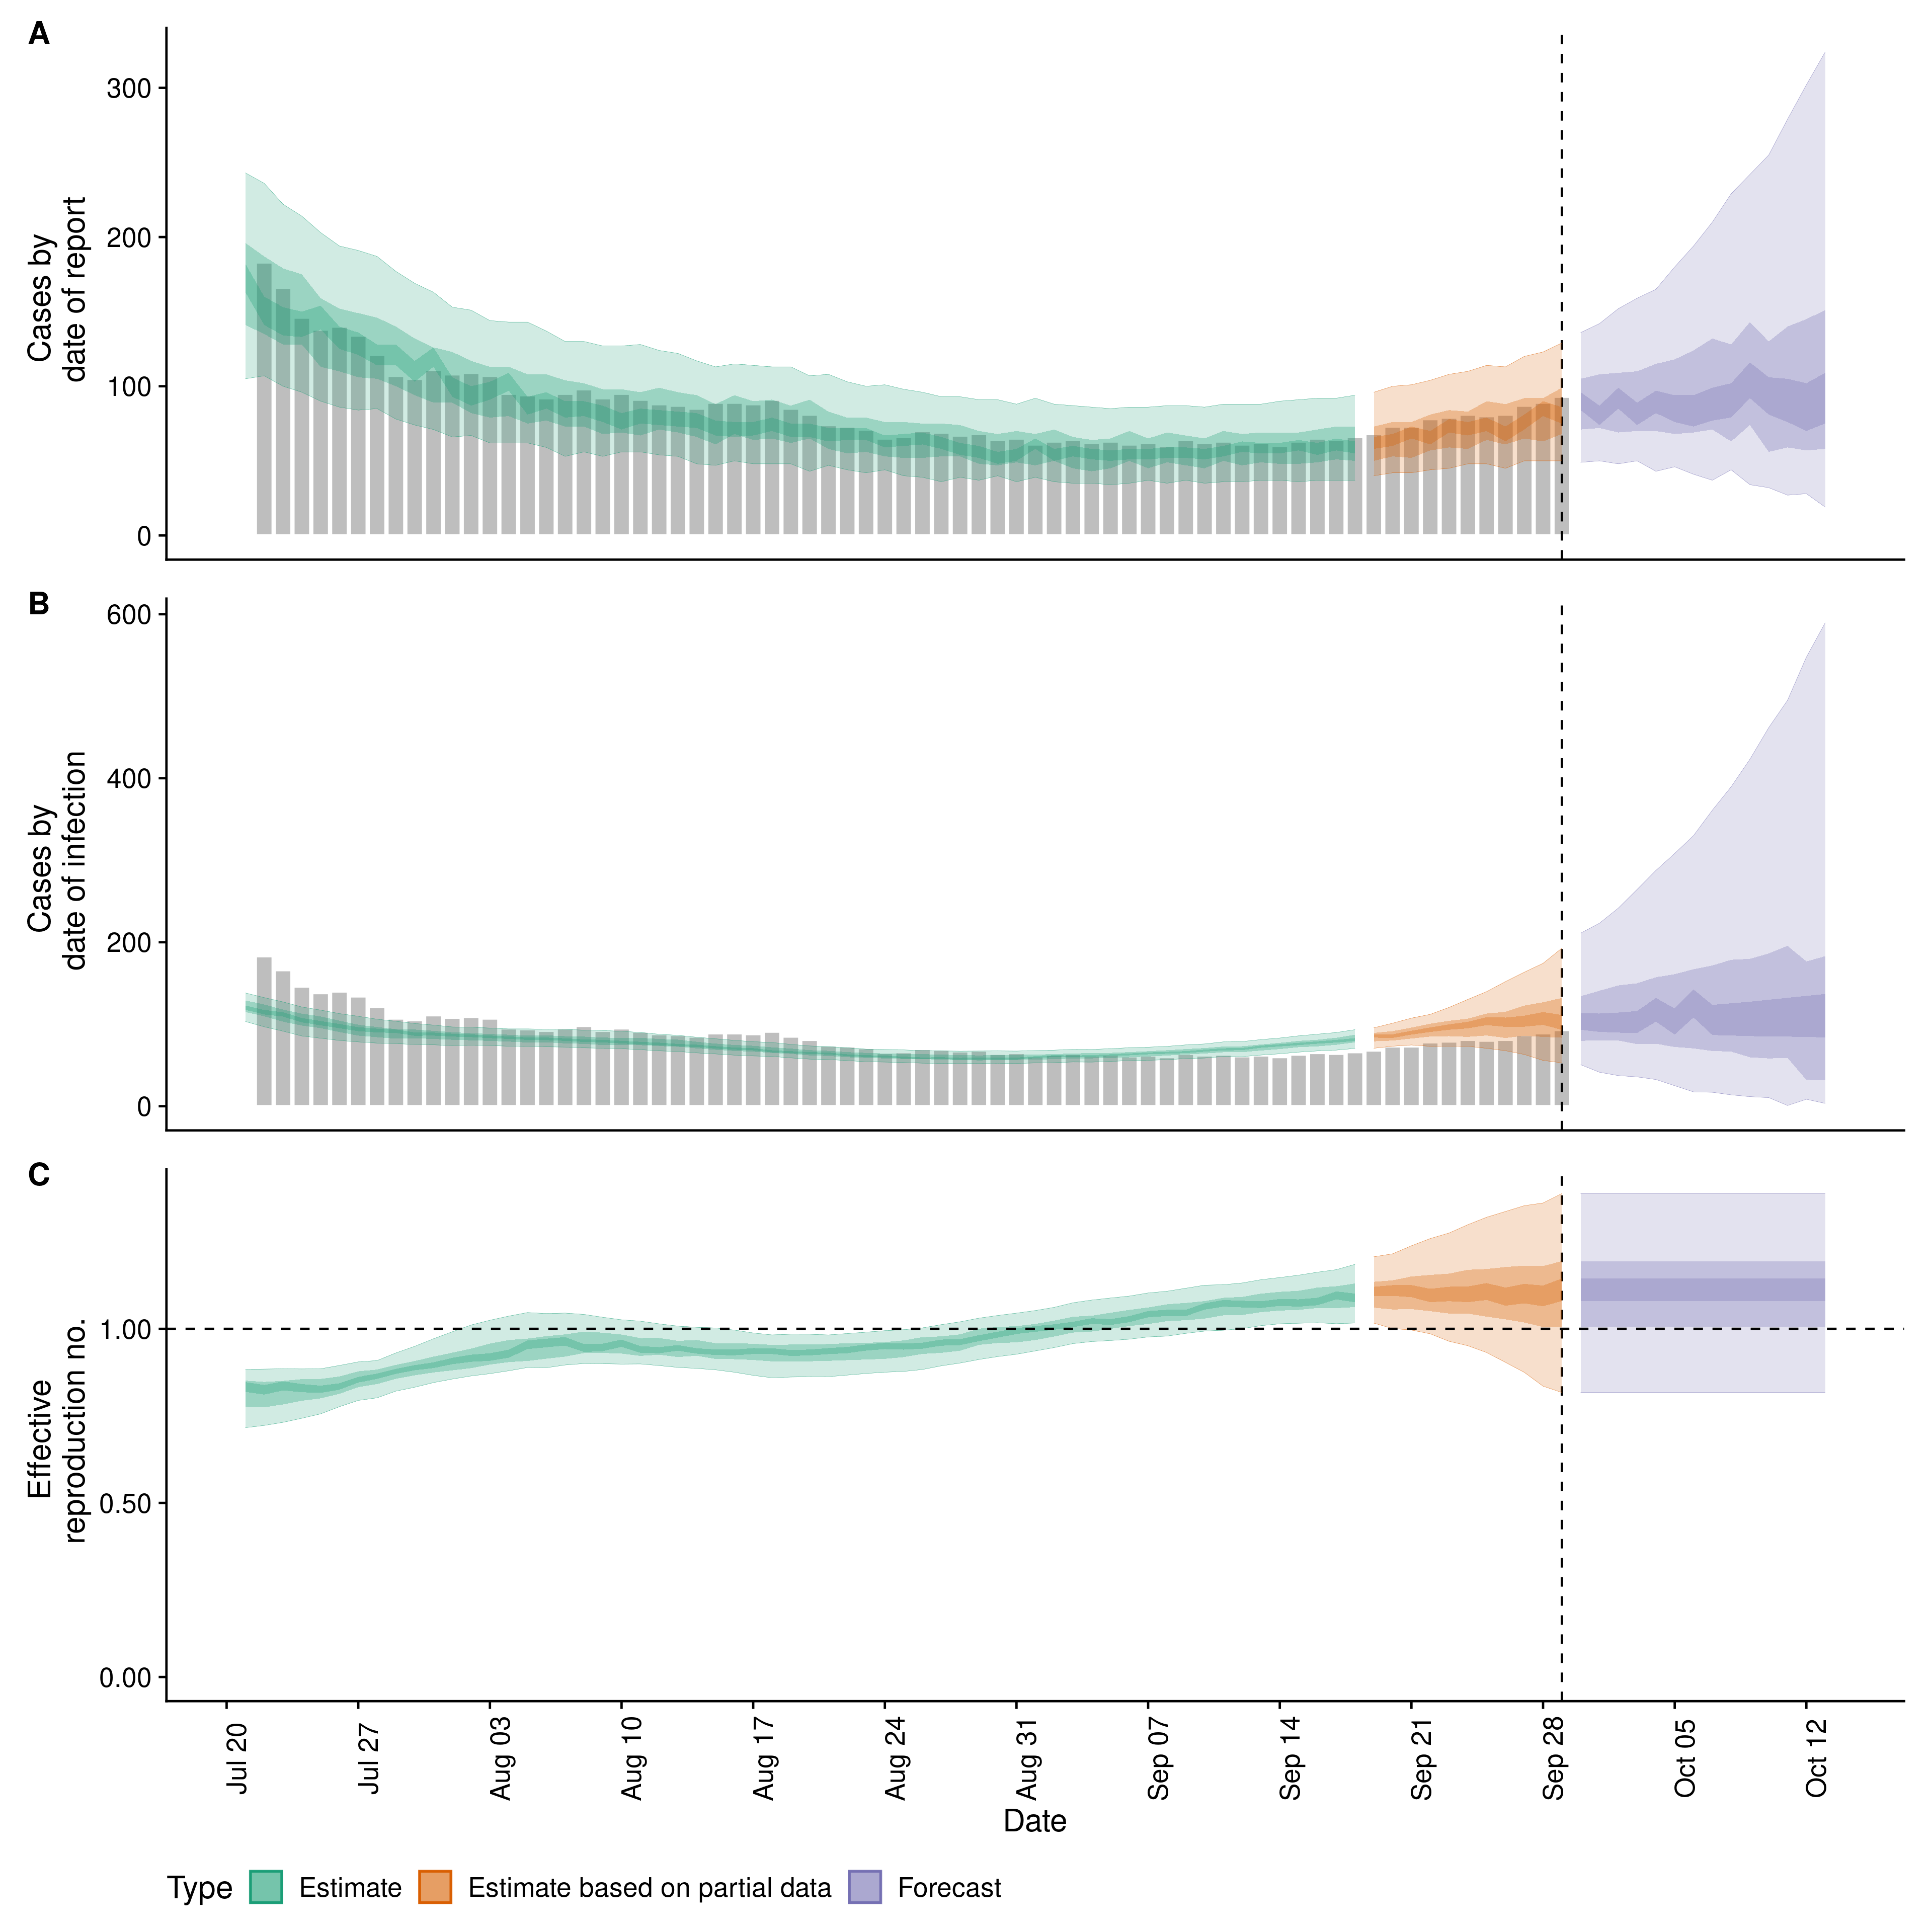 A
300
200
100
0
Cases by
date of report
B
600
400
200
0
Cases by
date of infection
C
1.00
0.50
0.00
Effective
reproduction no.
Jul 20
Jul 27
Aug 03
Aug 10
Aug 17
Aug 24
Aug 31
Sep 07
Sep 14
Sep 21
Sep 28
Oct 05
Oct 12
Date
Type Estimate Estimate based on partial data Forecast